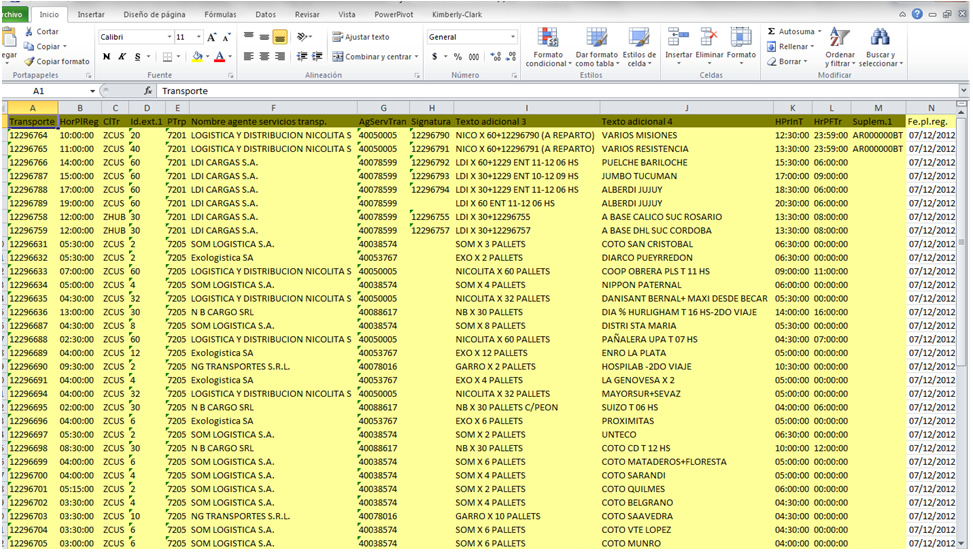 Archivo Inicio Insertar Diseño de página Fórmulas Datos Revisar Vista PowerPivot Kimberly-Clark
Cortar Calibri 11 Ajustar texto General Autosuma
Copiar Rellenar
Copiar formato N K S Combinar y centrar $ % 000 Formato condicional Dar formato como tabla Estilos de celda Insertar Eliminar Formato Borrar Ordenar y filtrar Buscar y seleccionar
Portapapeles Fuente Alineación Número Estilos Celdas Modificar
A1 fx Transporte
A B C D E F G H I J K L M N
Transporte HorPlReg ClTr Id.ext.1 PTrp Nombre agente servicios transp. AgServTran Signatura Texto adicional 3 Texto adicional 4 HPrInT HrPFTr Suplem.1 Fe.pl.reg.
12296764 10:00:00 ZCUS 20 7201 LOGISTICA Y DISTRIBUCION NICOLITA S 40050005 12296790 NICO X 60+12296790 (A REPARTO) VARIOS MISIONES 12:30:00 23:59:00 AR000000BT 07/12/2012
12296765 11:00:00 ZCUS 40 7201 LOGISTICA Y DISTRIBUCION NICOLITA S 40050005 12296791 NICO X 60+12296791 (A REPARTO) VARIOS RESISTENCIA 13:30:00 23:59:00 AR000000BT 07/12/2012
12296766 14:00:00 ZCUS 60 7201 LDI CARGAS S.A. 40078599 12296792 LDI X 60+1229 ENT 11-12 06 HS PUELCHE BARILOCHE 15:30:00 06:00:00 07/12/2012
12296787 15:00:00 ZCUS 60 7201 LDI CARGAS S.A. 40078599 12296793 LDI X 30+1229 ENT 10-12 09 HS JUMBO TUCUMAN 17:00:00 09:00:00 07/12/2012
12296788 17:00:00 ZCUS 60 7201 LDI CARGAS S.A. 40078599 12296794 LDI X 30+1229 ENT 11-12 06 HS ALBERDI JUJUY 18:30:00 06:00:00 07/12/2012
12296789 19:00:00 ZCUS 60 7201 LDI CARGAS S.A. 40078599 LDI X 60 ENT 11-12 06 HS ALBERDI JUJUY 20:30:00 06:00:00 07/12/2012
12296758 12:00:00 ZHUB 30 7201 LDI CARGAS S.A. 40078599 12296755 LDI X 30+12296755 A BASE CALICO SUC ROSARIO 13:30:00 08:00:00 07/12/2012
12296759 12:00:00 ZHUB 30 7201 LDI CARGAS S.A. 40078599 12296757 LDI X 30+12296757 A BASE DHL SUC CORDOBA 13:30:00 08:00:00 07/12/2012
12296631 05:30:00 ZCUS 2 7205 SOM LOGISTICA S.A. 40038574 SOM X 3 PALLETS COTO SAN CRISTOBAL 06:30:00 00:00:00 07/12/2012
12296632 05:30:00 ZCUS 2 7205 Exologistica SA 40053767 EXO X 2 PALLETS DIARCO PUEYRREDON 06:30:00 00:00:00 07/12/2012
12296633 07:00:00 ZCUS 60 7205 LOGISTICA Y DISTRIBUCION NICOLITA S 40050005 NICOLITA X 60 PALLETS COOP OBRERA PLS T 11 HS 09:00:00 11:00:00 07/12/2012
12296634 05:00:00 ZCUS 4 7205 SOM LOGISTICA S.A. 40038574 SOM X 4 PALLETS NIPPON PATERNAL 06:00:00 00:00:00 07/12/2012
12296635 04:30:00 ZCUS 32 7205 LOGISTICA Y DISTRIBUCION NICOLITA S 40050005 NICOLITA X 32 PALLETS DANISANT BERNAL+ MAXI DESDE BECAR 05:30:00 00:00:00 07/12/2012
12296636 13:00:00 ZCUS 30 7205 N B CARGO SRL 40088617 NB X 30 PALLETS DIA % HURLIGHAM T 16 HS-2DO VIAJE 14:00:00 16:00:00 07/12/2012
12296687 04:30:00 ZCUS 8 7205 SOM LOGISTICA S.A. 40038574 SOM X 8 PALLETS DISTRI STA MARIA 05:30:00 00:00:00 07/12/2012
12296688 02:30:00 ZCUS 60 7205 LOGISTICA Y DISTRIBUCION NICOLITA S 40050005 NICOLITA X 60 PALLETS PAÑALERA UPA T 07 HS 04:30:00 07:00:00 07/12/2012
12296689 04:00:00 ZCUS 12 7205 Exologistica SA 40053767 EXO X 12 PALLETS ENRO LA PLATA 05:00:00 00:00:00 07/12/2012
12296690 09:30:00 ZCUS 2 7205 NG TRANSPORTES S.R.L. 40078016 GARRO X 2 PALLETS HOSPILAB -2DO VIAJE 10:30:00 00:00:00 07/12/2012
12296691 04:00:00 ZCUS 4 7205 Exologistica SA 40053767 EXO X 4 PALLETS LA GENOVESA X 2 05:00:00 00:00:00 07/12/2012
12296694 04:00:00 ZCUS 32 7205 LOGISTICA Y DISTRIBUCION NICOLITA S 40050005 NICOLITA X 32 PALLETS MAYORSUR+SEVAZ 05:00:00 00:00:00 07/12/2012
12296695 02:00:00 ZCUS 30 7205 N B CARGO SRL 40088617 NB X 30 PALLETS C/PEON SUIZO T 06 HS 03:30:00 06:00:00 07/12/2012
12296696 04:00:00 ZCUS 6 7205 Exologistica SA 40053767 EXO X 6 PALLETS PROXIMITAS 05:00:00 00:00:00 07/12/2012
12296697 05:30:00 ZCUS 2 7205 SOM LOGISTICA S.A. 40038574 SOM X 2 PALLETS UNTECO 06:30:00 00:00:00 07/12/2012
12296698 08:30:00 ZCUS 30 7205 N B CARGO SRL 40088617 NB X 30 PALLETS COTO CD T 12 HS 10:00:00 12:00:00 07/12/2012
12296699 04:00:00 ZCUS 6 7205 SOM LOGISTICA S.A. 40038574 SOM X 6 PALLETS COTO MATADEROS+FLORESTA 05:00:00 00:00:00 07/12/2012
12296700 04:00:00 ZCUS 4 7205 SOM LOGISTICA S.A. 40038574 SOM X 4 PALLETS COTO SARANDI 05:00:00 00:00:00 07/12/2012
12296701 05:15:00 ZCUS 2 7205 SOM LOGISTICA S.A. 40038574 SOM X 2 PALLETS COTO QUILMES 06:00:00 00:00:00 07/12/2012
12296702 03:30:00 ZCUS 4 7205 SOM LOGISTICA S.A. 40038574 SOM X 4 PALLETS COTO BELGRANO 04:30:00 00:00:00 07/12/2012
12296703 03:30:00 ZCUS 10 7205 NG TRANSPORTES S.R.L. 40078016 GARRO X 10 PALLETS COTO SAAVEDRA 04:30:00 00:00:00 07/12/2012
12296704 03:30:00 ZCUS 6 7205 SOM LOGISTICA S.A. 40038574 SOM X 6 PALLETS COTO VTE LOPEZ 04:30:00 00:00:00 07/12/2012
12296705 03:00:00 ZCUS 6 7205 SOM LOGISTICA S.A. 40038574 SOM X 6 PALLETS COTO MUNRO 04:30:00 00:00:00 07/12/2012